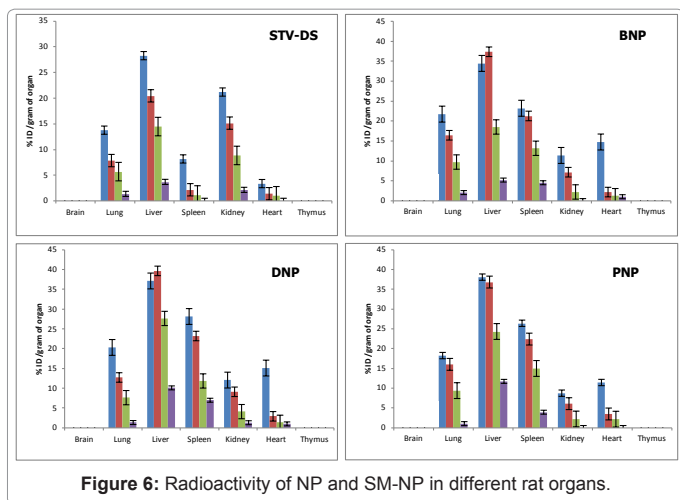 STV-DS
% ID /gram of organ
35
30
25
20
15
10
5
0
Brain Lung Liver Spleen Kidney Heart Thymus
BNP
% ID /gram of organ
45
40
35
30
25
20
15
10
5
0
Brain Lung Liver Spleen Kidney Heart Thymus
DNP
% ID /gram of organ
45
40
35
30
25
20
15
10
5
0
Brain Lung Liver Spleen Kidney Heart Thymus
PNP
% ID /gram of organ
45
40
35
30
25
20
15
10
5
0
Brain Lung Liver Spleen Kidney Heart Thymus
Figure 6: Radioactivity of NP and SM-NP in different rat organs.